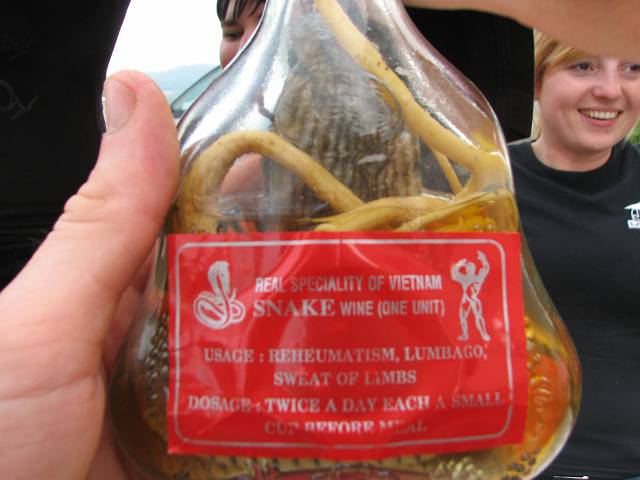 REAL SPECIALITY OF VIETNAM
SNAKE WINE (ONE UNIT)
USAGE : REHEUMATISM, LUMBAGO,
SWEAT OF LIMBS
DOSAGE : TWICE A DAY EACH A SMALL
CUP BEFORE MEAL